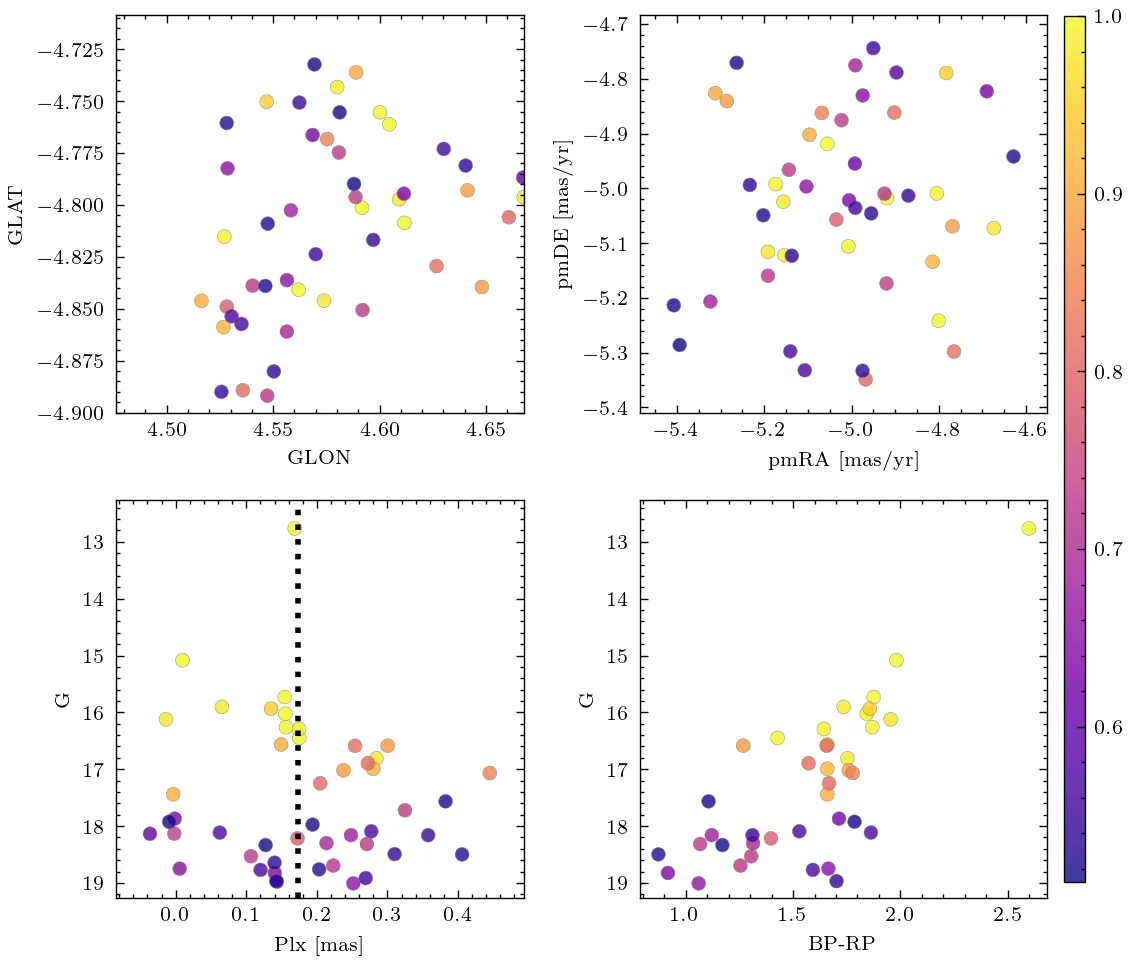 −4.725
−4.750
−4.775
−4.800
−4.825
−4.850
−4.875
−4.900
GLAT
4.50 4.55 4.60 4.65
GLON
−4.7
−4.8
−4.9
−5.0
−5.1
−5.2
−5.3
−5.4
pmDE [mas/yr]
−5.4 −5.2 −5.0 −4.8 −4.6
pmRA [mas/yr]
1.0
0.9
0.8
0.7
0.6
13
14
15
16
17
18
19
G
0.0 0.1 0.2 0.3 0.4
Plx [mas]
13
14
15
16
17
18
19
G
1.0 1.5 2.0 2.5
BP-RP